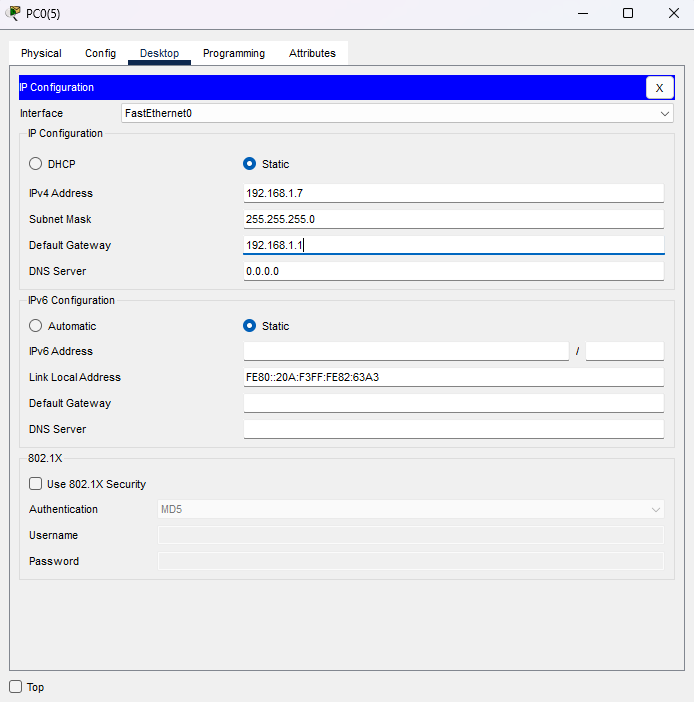 PC0(5)
Physical Config Desktop Programming Attributes
IP Configuration X
Interface FastEthernet0
IP Configuration
DHCP Static
IPv4 Address 192.168.1.7
Subnet Mask 255.255.255.0
Default Gateway 192.168.1.1
DNS Server 0.0.0.0
IPv6 Configuration
Automatic Static
IPv6 Address /
Link Local Address FE80::20A:F3FF:FE82:63A3
Default Gateway
DNS Server
802.1X
Use 802.1X Security
Authentication MD5
Username
Password
Top